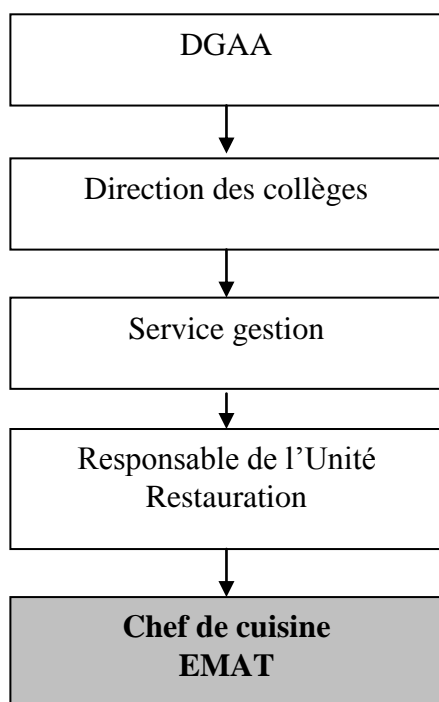 DGAA
Direction des collèges
Service gestion
Responsable de l’Unité
Restauration
Chef de cuisine
EMAT